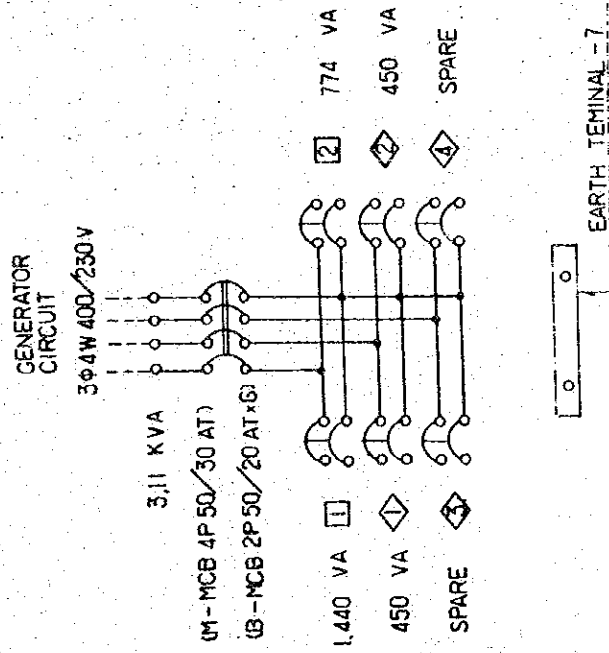 GENERATOR
CIRCUIT
3φ4W 400/230V
3,11 KVA
(M-MCB 4P 50/30 AT)
(B-MCB 2P 50/20 AT×6)
1,440 VA 1
2 774 VA
450 VA 1
2 450 VA
SPARE 3
4 SPARE
EARTH TEMINAL-7